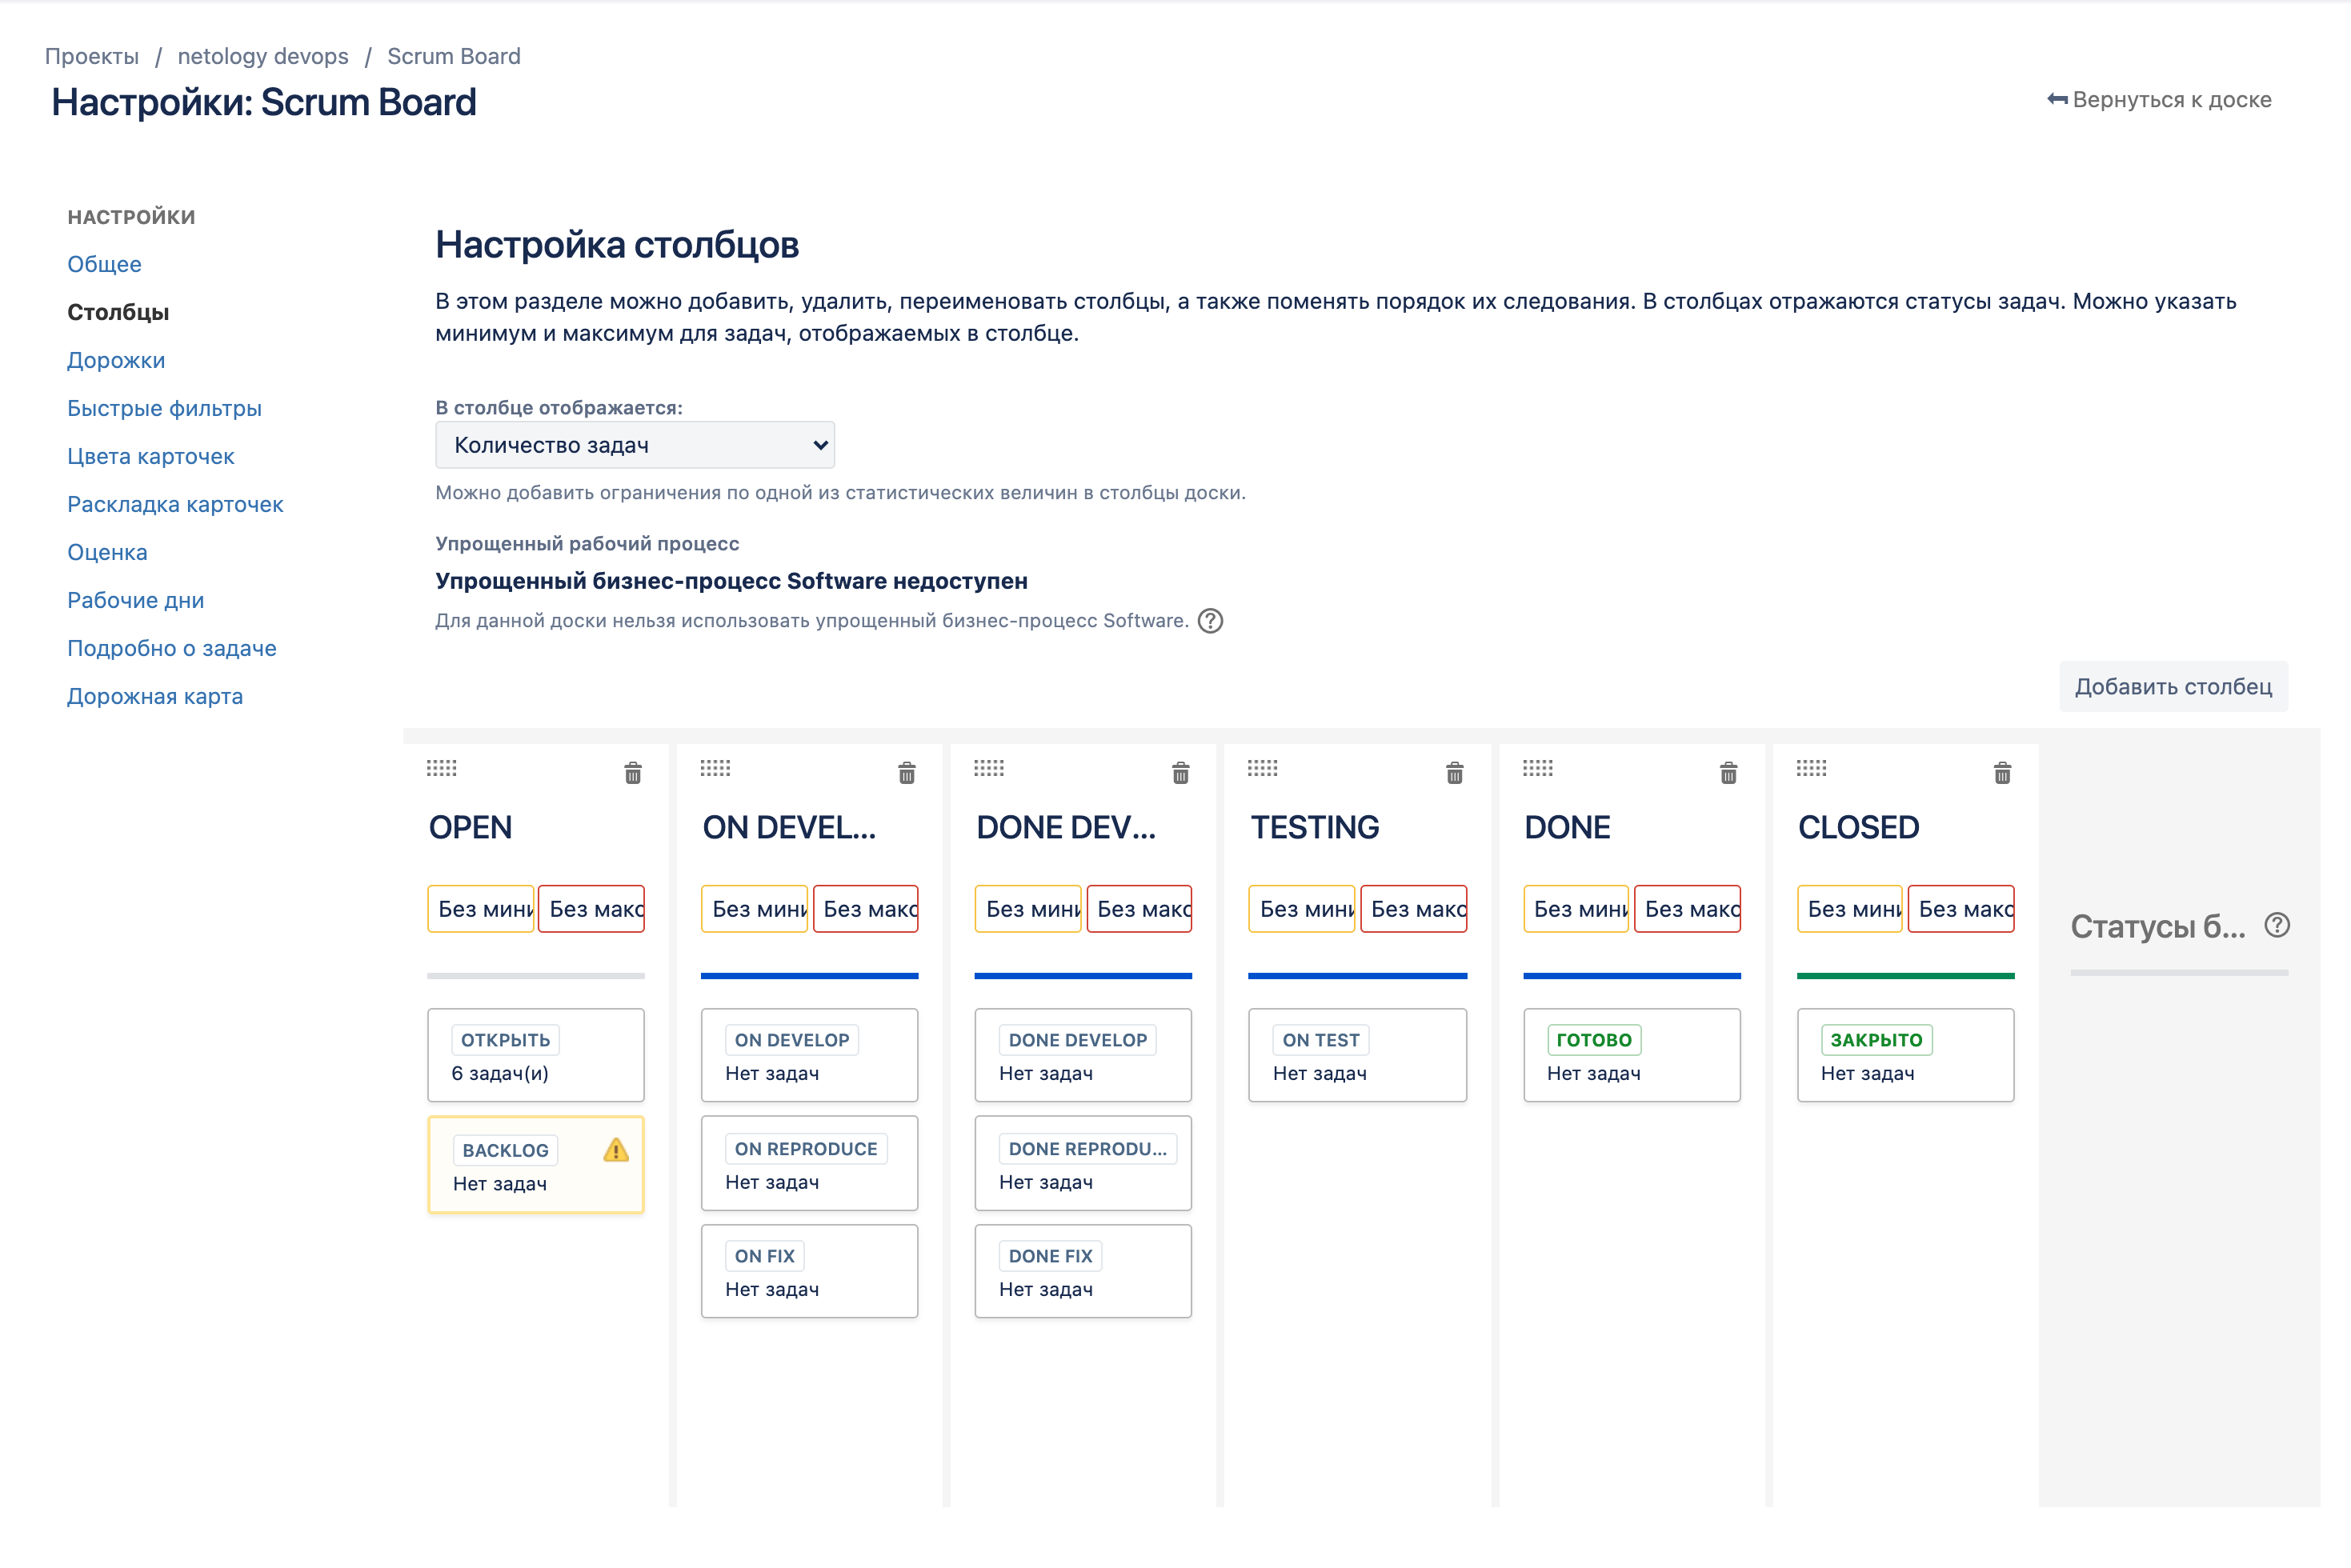 Проекты / netology devops / Scrum Board
Настройки: Scrum Board
Вернуться к доске
НАСТРОЙКИ
Общее
Столбцы
Дорожки
Быстрые фильтры
Цвета карточек
Раскладка карточек
Оценка
Рабочие дни
Подробно о задаче
Дорожная карта
Настройка столбцов
В этом разделе можно добавить, удалить, переименовать столбцы, а также поменять порядок их следования. В столбцах отражаются статусы задач. Можно указать
минимум и максимум для задач, отображаемых в столбце.
В столбце отображается:
Количество задач
Можно добавить ограничения по одной из статистических величин в столбцы доски.
Упрощенный рабочий процесс
Упрощенный бизнес-процесс Software недоступен
Для данной доски нельзя использовать упрощенный бизнес-процесс Software. ?
Добавить столбец
OPEN
Без мини Без макс
ОТКРЫТЬ
6 задач(и)
BACKLOG
Нет задач
ON DEVEL...
Без мини Без макс
ON DEVELOP
Нет задач
ON REPRODUCE
Нет задач
ON FIX
Нет задач
DONE DEV...
Без мини Без макс
DONE DEVELOP
Нет задач
DONE REPRODU...
Нет задач
DONE FIX
Нет задач
TESTING
Без мини Без макс
ON TEST
Нет задач
DONE
Без мини Без макс
ГОТОВО
Нет задач
CLOSED
Без мини Без макс
ЗАКРЫТО
Нет задач
Статусы б... ?